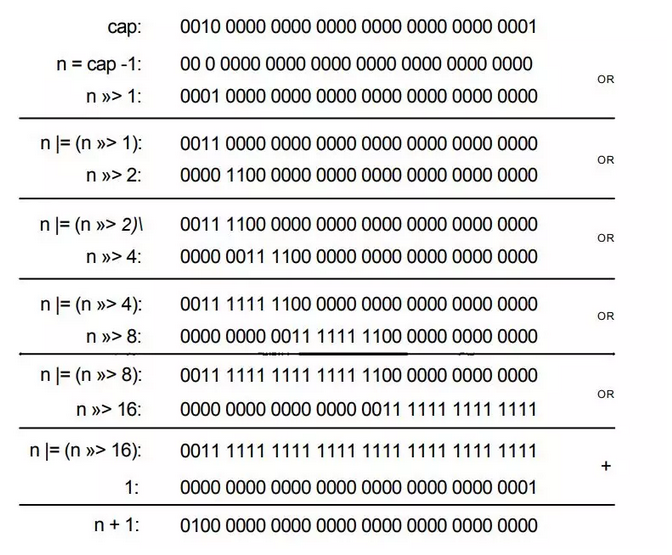 cap: 0010 0000 0000 0000 0000 0000 0000 0001
n = cap -1: 00 0 0000 0000 0000 0000 0000 0000 0000
OR
n »> 1: 0001 0000 0000 0000 0000 0000 0000 0000
n |= (n »> 1): 0011 0000 0000 0000 0000 0000 0000 0000
OR
n »> 2: 0000 1100 0000 0000 0000 0000 0000 0000
n |= (n »> 2)\ 0011 1100 0000 0000 0000 0000 0000 0000
OR
n »> 4: 0000 0011 1100 0000 0000 0000 0000 0000
n |= (n »> 4): 0011 1111 1100 0000 0000 0000 0000 0000
OR
n »> 8: 0000 0000 0011 1111 1100 0000 0000 0000
n |= (n »> 8): 0011 1111 1111 1111 1100 0000 0000 0000
OR
n »> 16: 0000 0000 0000 0000 0011 1111 1111 1111
n |= (n »> 16): 0011 1111 1111 1111 1111 1111 1111 1111
+
1: 0000 0000 0000 0000 0000 0000 0000 0001
n + 1: 0100 0000 0000 0000 0000 0000 0000 0000